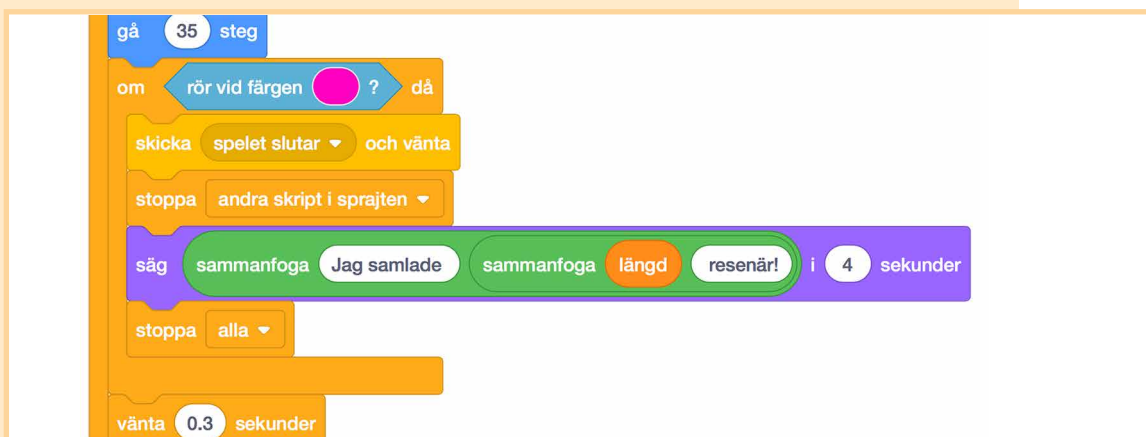 gå 35 steg
om rör vid färgen ? då
skicka spelet slutar och vänta
stoppa andra skript i sprajten
säg sammanfoga Jag samlade sammanfoga längd resenär! i 4 sekunder
stoppa alla
vänta 0.3 sekunder